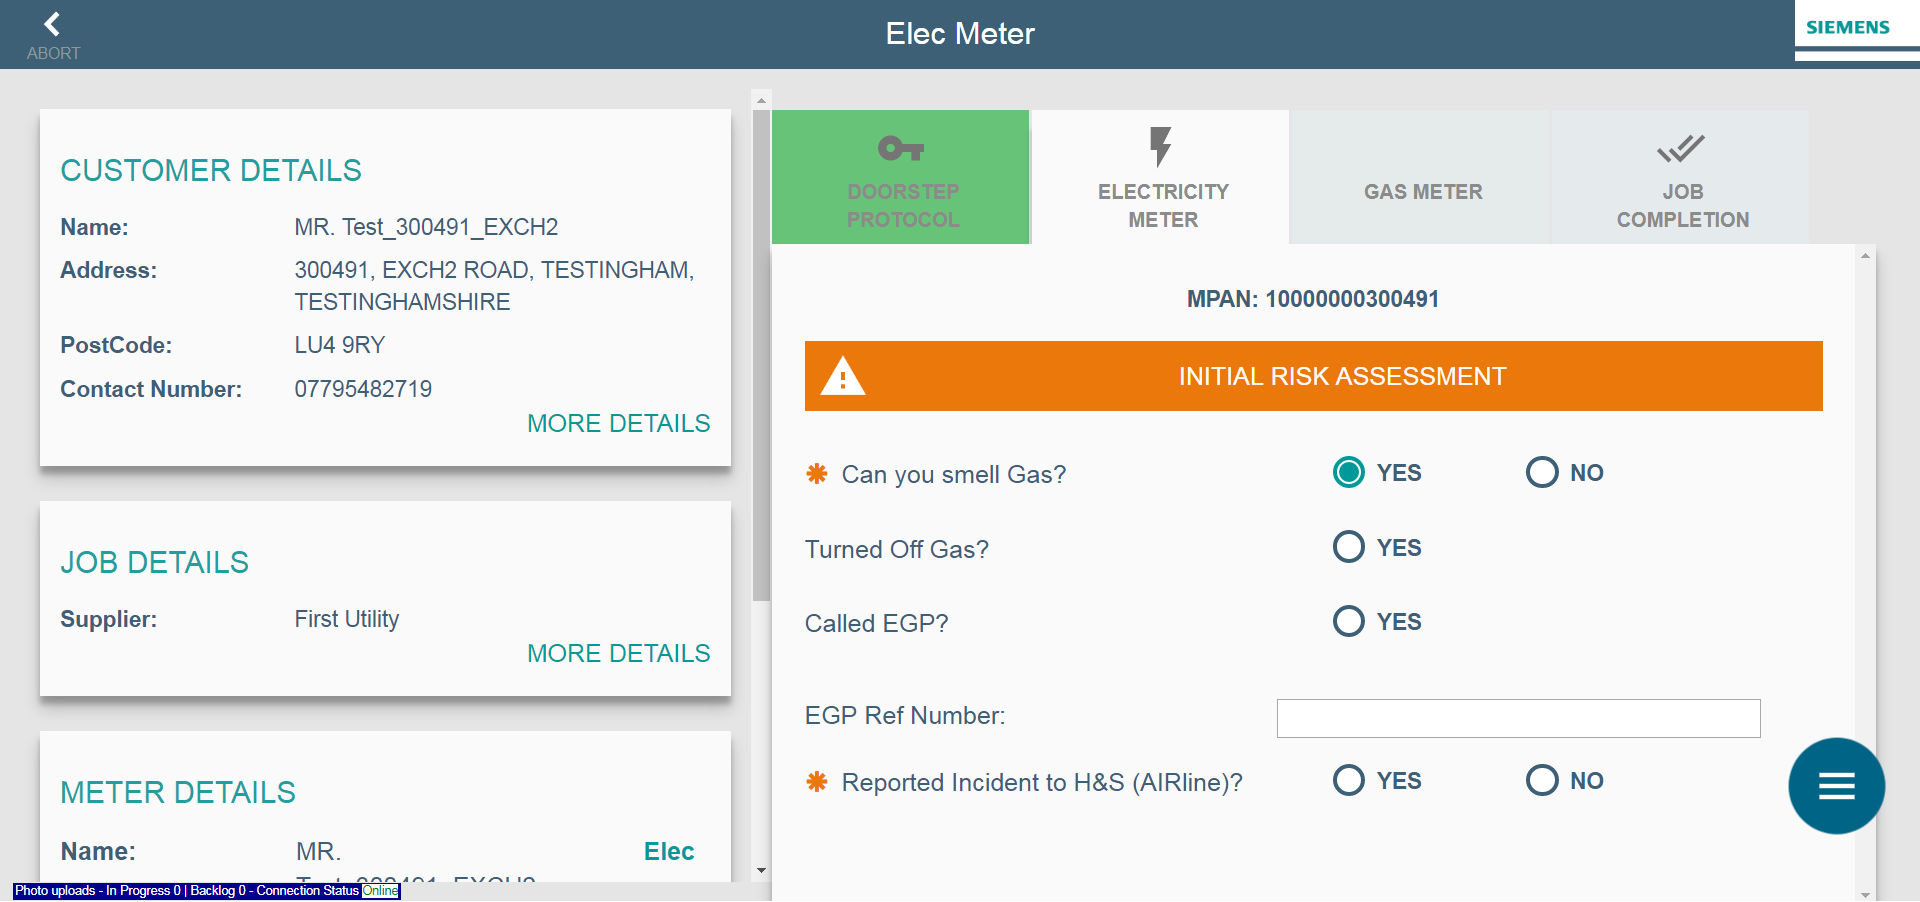 ABORT
Elec Meter
SIEMENS
CUSTOMER DETAILS
Name: MR. Test_300491_EXCH2
Address: 300491, EXCH2 ROAD, TESTINGHAM,
TESTINGHAMSHIRE
PostCode: LU4 9RY
Contact Number: 07795482719
MORE DETAILS
JOB DETAILS
Supplier: First Utility
MORE DETAILS
METER DETAILS
Name: MR. Elec
Test_300491_EXCH2
Photo uploads - In Progress 0 | Backlog 0 - Connection Status Online
DOORSTEP
PROTOCOL
ELECTRICITY
METER
GAS METER
JOB
COMPLETION
MPAN: 10000000300491
INITIAL RISK ASSESSMENT
✱ Can you smell Gas? YES NO
Turned Off Gas? YES
Called EGP? YES
EGP Ref Number:
✱ Reported Incident to H&S (AIRline)? YES NO